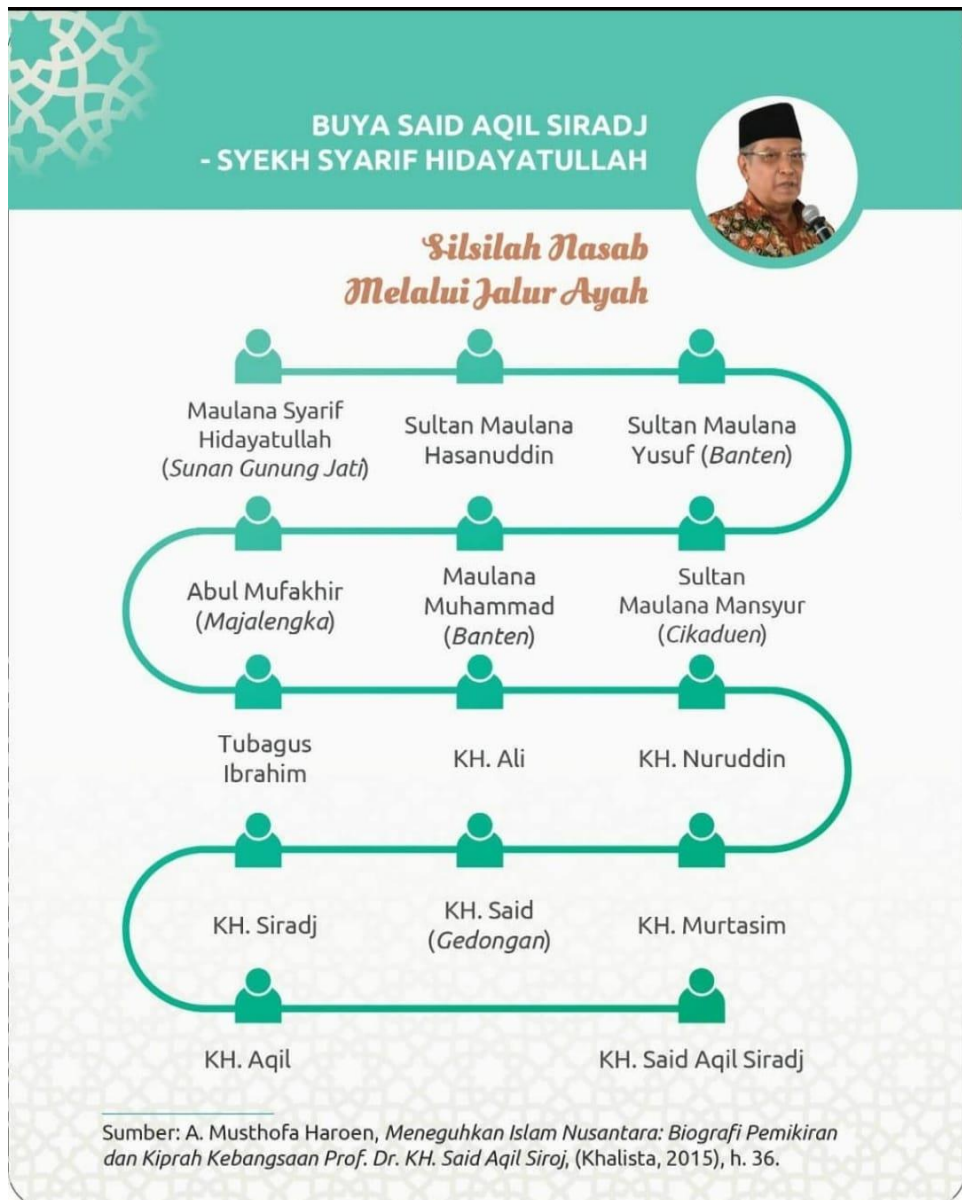 BUYA SAID AQIL SIRADJ
- SYEKH SYARIF HIDAYATULLAH
Silsilah Nasab
Melalui Jalur Ayah
Maulana Syarif
Hidayatullah
(Sunan Gunung Jati)
Sultan Maulana
Hasanuddin
Sultan Maulana
Yusuf (Banten)
Abul Mufakhir
(Majalengka)
Maulana
Muhammad
(Banten)
Sultan
Maulana Mansyur
(Cikaduen)
Tubagus
Ibrahim
KH. Ali
KH. Nuruddin
KH. Siradj
KH. Said
(Gedongan)
KH. Murtasim
KH. Aqil
KH. Said Aqil Siradj
Sumber: A. Musthofa Haroen, Meneguhkan Islam Nusantara: Biografi Pemikiran
dan Kiprah Kebangsaan Prof. Dr. KH. Said Aqil Siroj, (Khalista, 2015), h. 36.